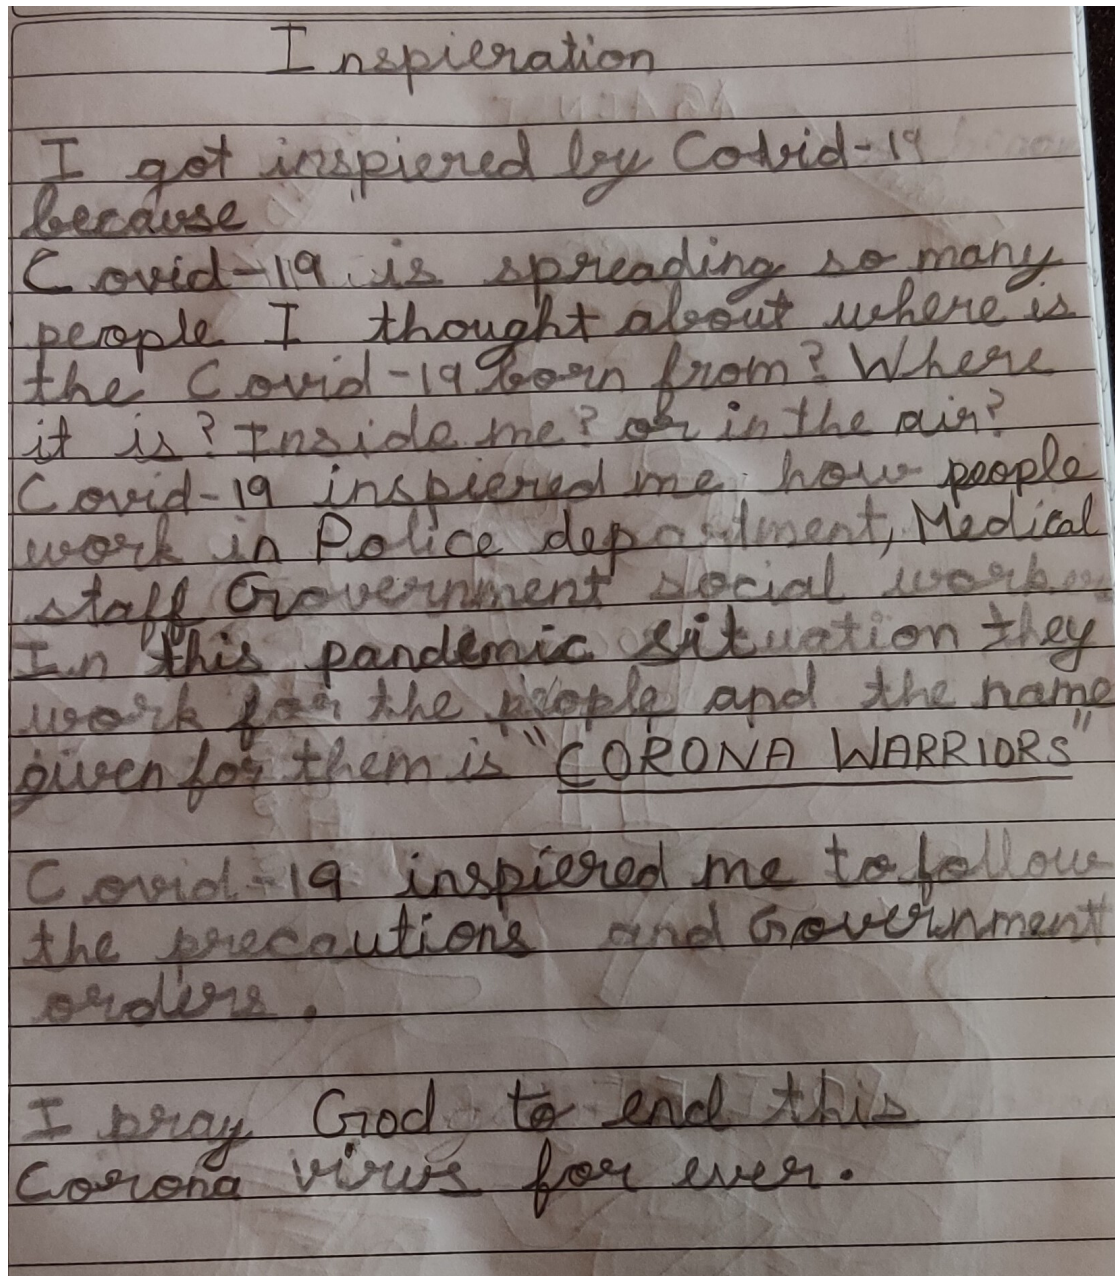 Inspieration
I got inspiered by Covid-19
because
Covid-19 is spreading so many
people I thought about where is
the Covid-19 born from? Where
it is? Inside me? or in the air?
Covid-19 inspiered me how people
work in Police department, Medical
staff Government social workers
In this pandemic situation they
work for the people and the name
given for them is "CORONA WARRIORS"
Covid-19 inspiered me to follow
the precautions and Government
orders.
I pray God to end this
Corona virus for ever.